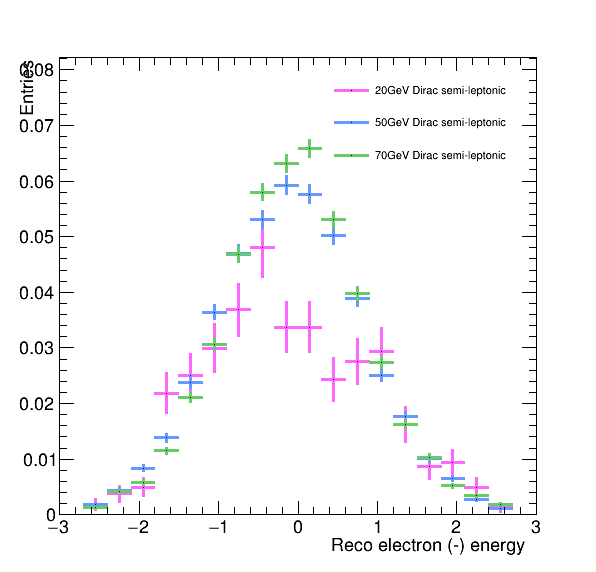 Entries
0.08
0.07
0.06
0.05
0.04
0.03
0.02
0.01
0
20GeV Dirac semi-leptonic
50GeV Dirac semi-leptonic
70GeV Dirac semi-leptonic
−3 −2 −1 0 1 2 3
Reco electron (-) energy